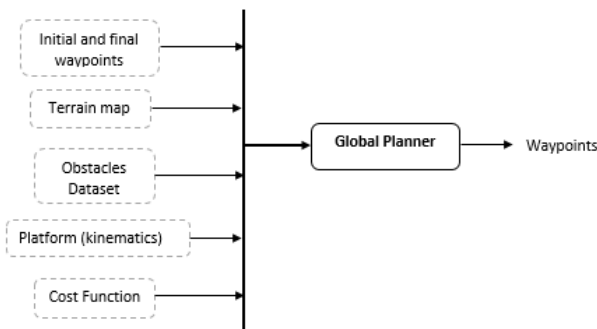 Initial and final
waypoints
Terrain map
Obstacles
Dataset
Platform (kinematics)
Cost Function
Global Planner
Waypoints